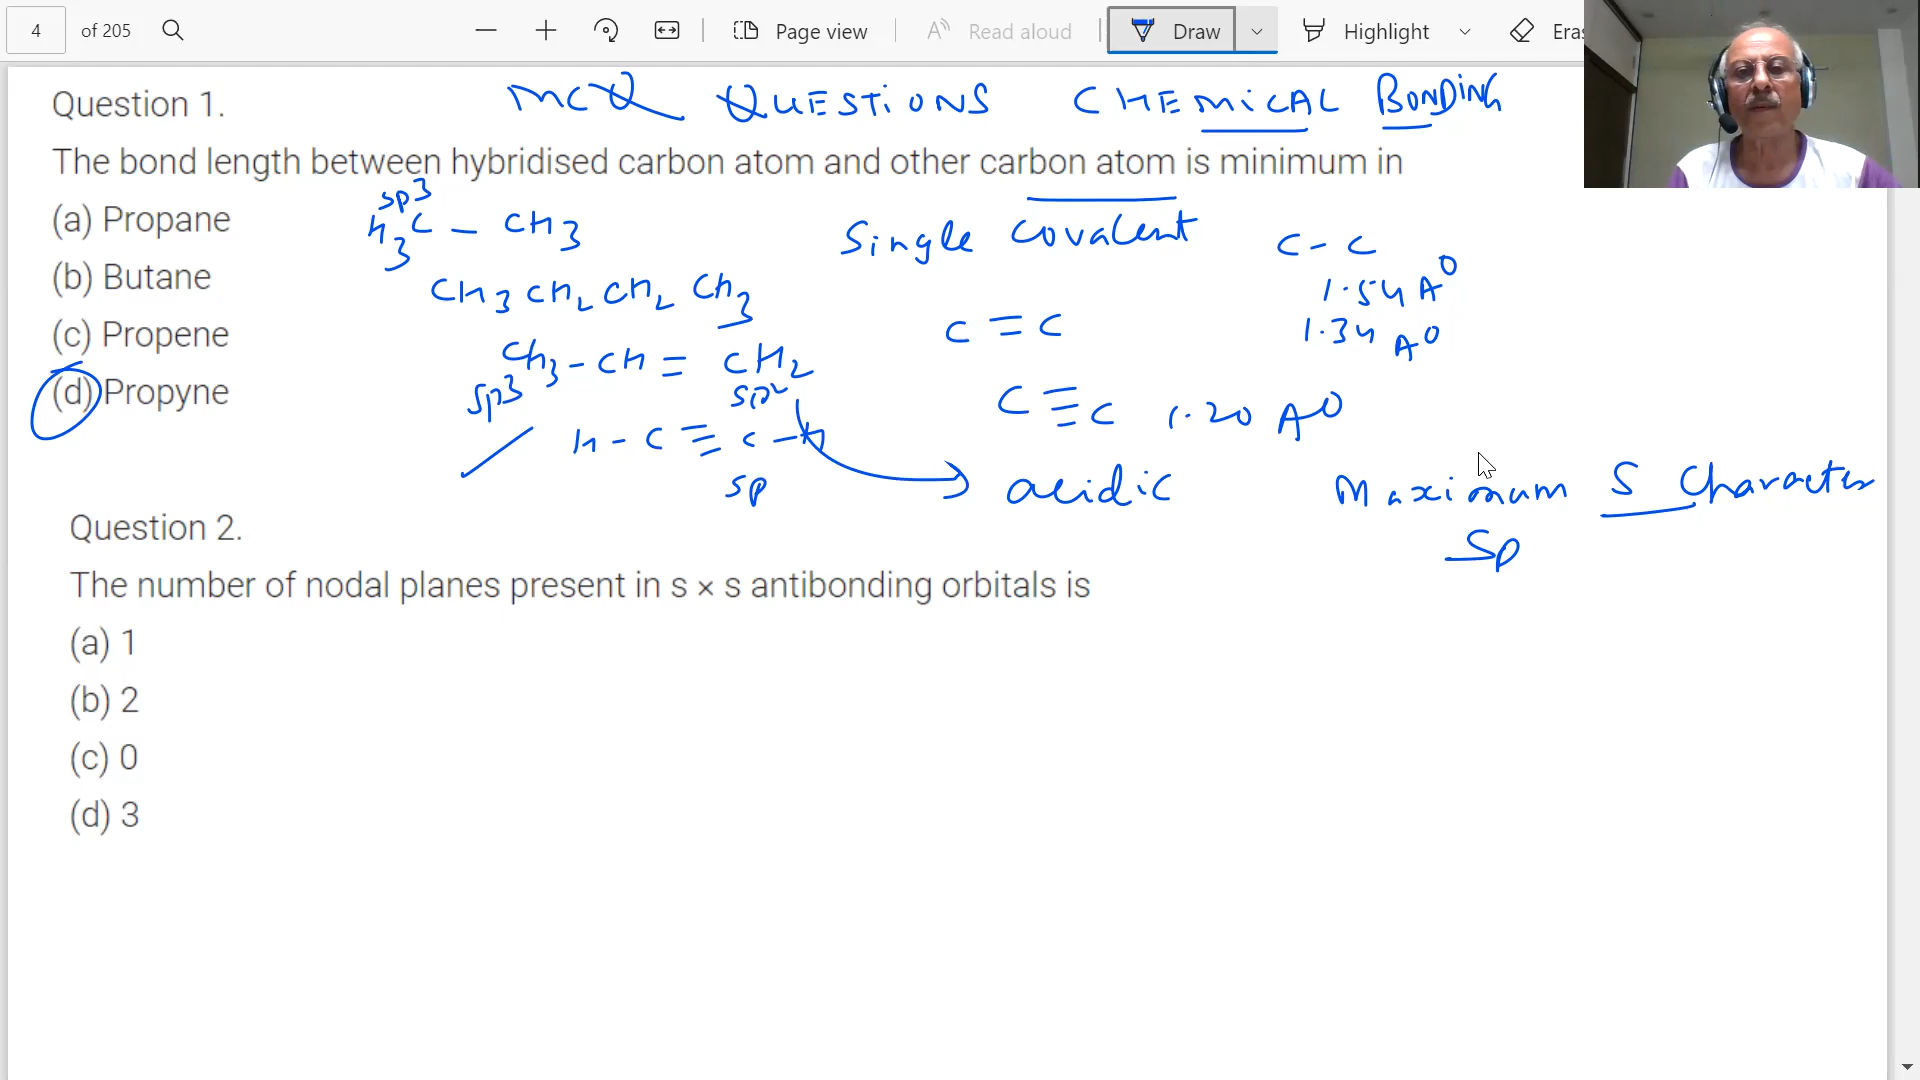 4 of 205 Page view Read aloud Draw Highlight Eras
Question 1. MCQ QUESTIONS CHEMICAL BONDING
The bond length between hybridised carbon atom and other carbon atom is minimum in
sp3
(a) Propane H3C - CH3 Single Covalent C - C
(b) Butane CH3 CH2 CH2 CH3 1.54 A0
(c) Propene C = C 1.34 A0
CH3 - CH = CH2
(d) Propyne sp3 sp2 C ≡ C 1.20 A0
H - C ≡ C - H
sp acidic Maximum S Character
Sp
Question 2.
The number of nodal planes present in s × s antibonding orbitals is
(a) 1
(b) 2
(c) 0
(d) 3